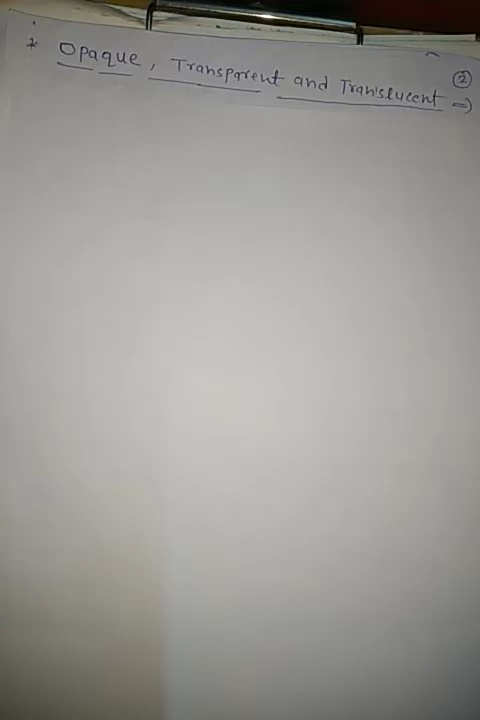 * Opaque, Transparent and Translucent ⇒ ②